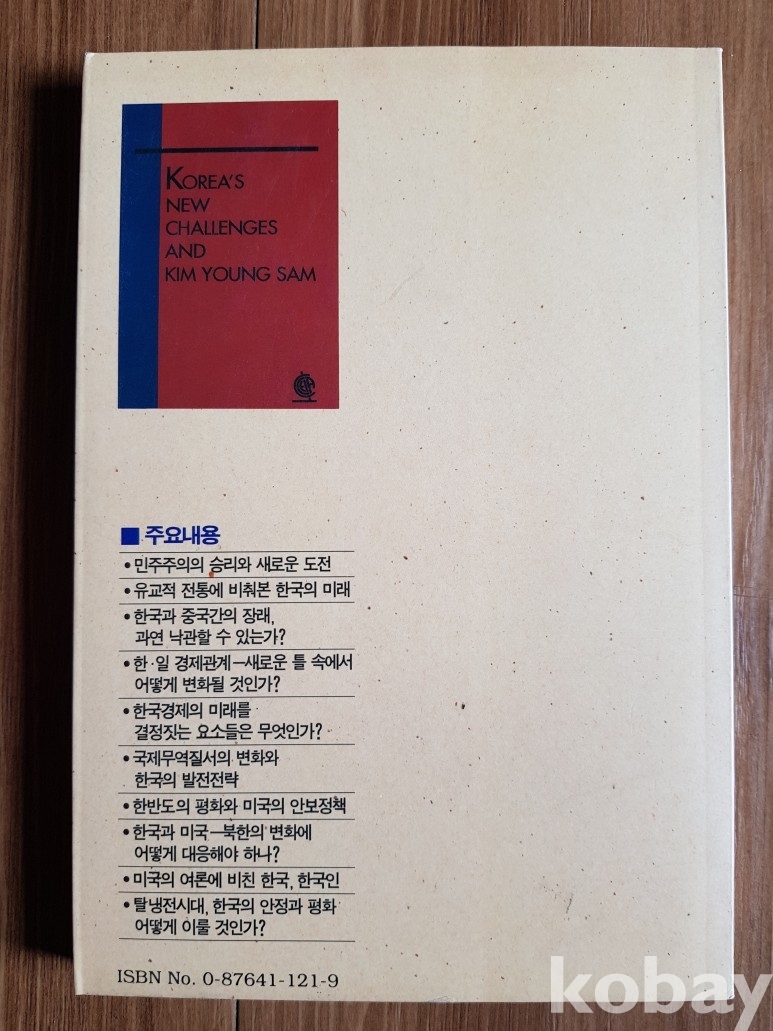 KOREA'S
NEW
CHALLENGES
AND
KIM YOUNG SAM
■ 주요내용
• 민주주의의 승리와 새로운 도전
• 유교적 전통에 비춰본 한국의 미래
• 한국과 중국간의 장래,
과연 낙관할 수 있는가?
• 한·일 경제관계—새로운 틀 속에서
어떻게 변화될 것인가?
• 한국경제의 미래를
결정짓는 요소들은 무엇인가?
• 국제무역질서의 변화와
한국의 발전전략
• 한반도의 평화와 미국의 안보정책
• 한국과 미국—북한의 변화에
어떻게 대응해야 하나?
• 미국의 여론에 비친 한국, 한국인
• 탈냉전시대, 한국의 안정과 평화
어떻게 이룰 것인가?
ISBN No. 0-87641-121-9
kobay